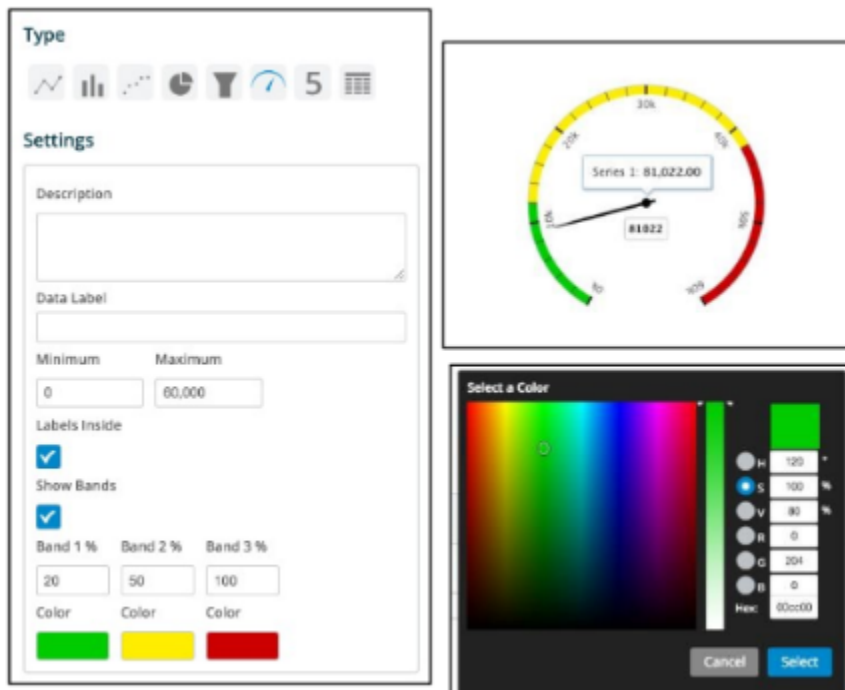 Type
5
Settings
Description
Data Label
Minimum Maximum
0 60,000
Labels Inside
Show Bands
Band 1 % Band 2 % Band 3 %
20 50 100
Color Color Color
30k
20k 40k
Series 1: 81,022.00
10k 50k
81022
0k 60k
Select a Color
H 120 °
S 100 %
V 80 %
R 0
G 204
B 0
Hex: 00cc00
Cancel Select